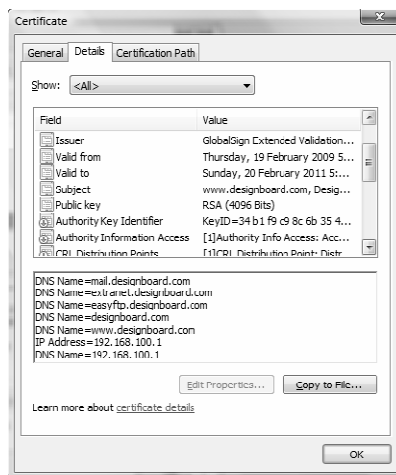 Certificate
General Details Certification Path
Show: <All>
Field Value
Issuer GlobalSign Extended Validation...
Valid from Thursday, 19 February 2009 5...
Valid to Sunday, 20 February 2011 5:...
Subject www.designboard.com, Desig...
Public key RSA (4096 Bits)
Authority Key Identifier KeyID=34 b1 f9 c9 8c 6b 35 4...
Authority Information Access [1]Authority Info Access: Acc...
CRL Distribution Points [1]CRL Distribution Point: Distr...
DNS Name=mail.designboard.com
DNS Name=extranet.designboard.com
DNS Name=easyftp.designboard.com
DNS Name=designboard.com
DNS Name=www.designboard.com
IP Address=192.168.100.1
DNS Name=192.168.100.1
Edit Properties... Copy to File...
Learn more about certificate details
OK